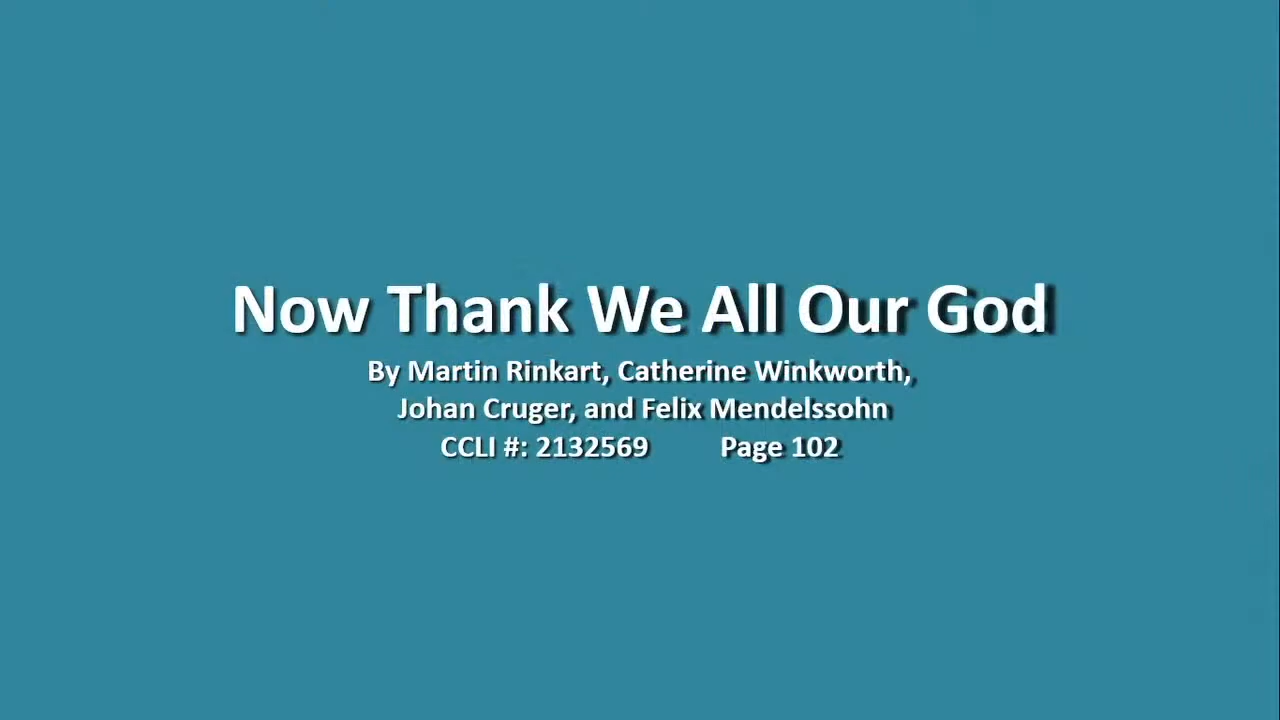 Now Thank We All Our God
By Martin Rinkart, Catherine Winkworth,
Johan Cruger, and Felix Mendelssohn
CCLI #: 2132569 Page 102